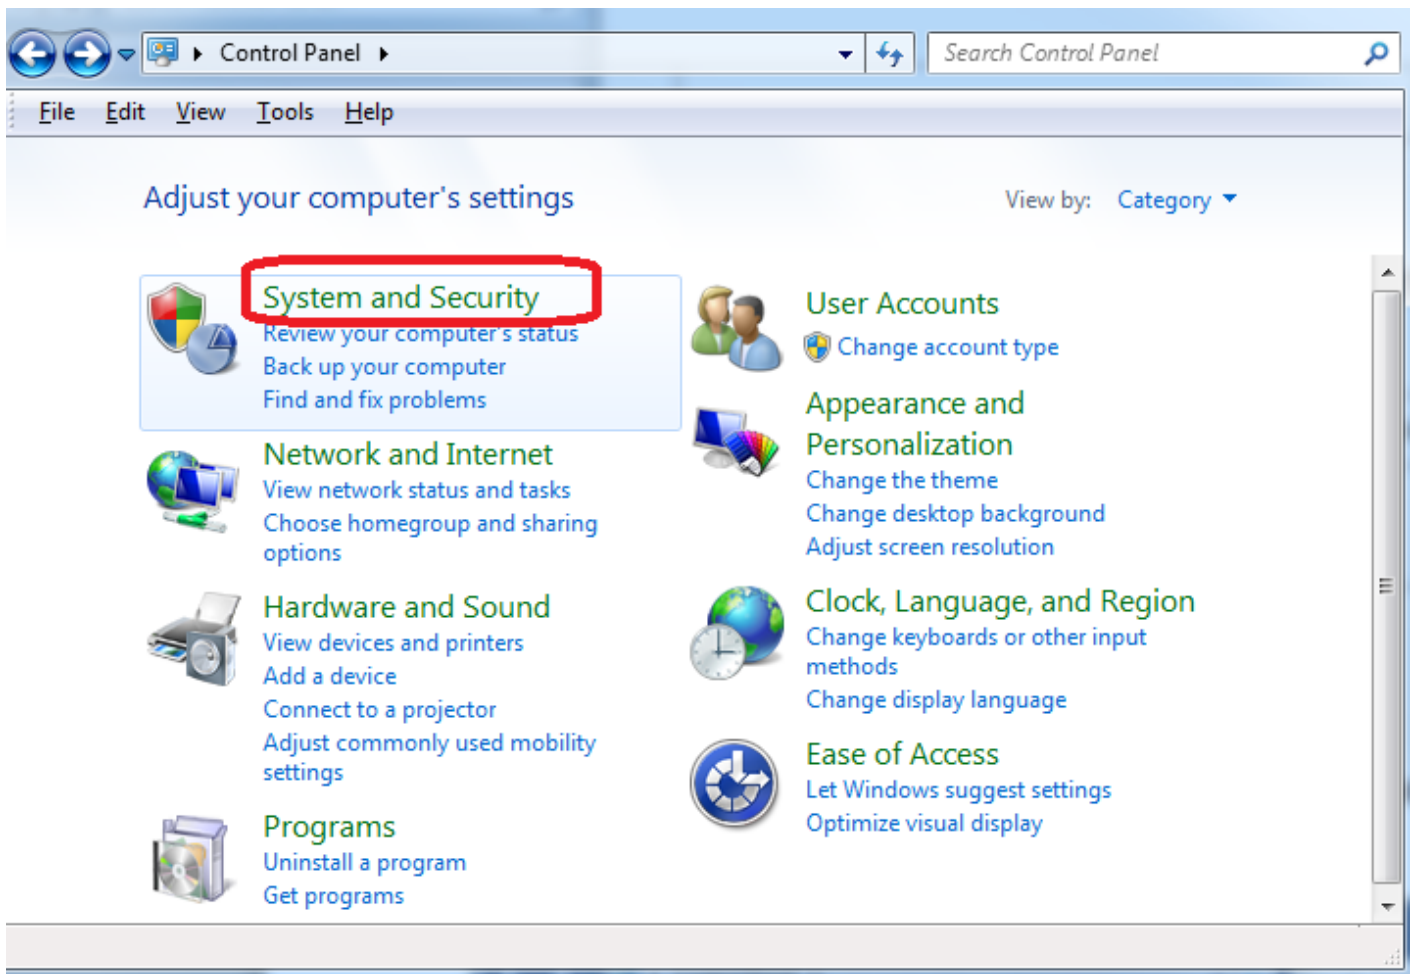 Control Panel
Search Control Panel
File Edit View Tools Help
Adjust your computer's settings
View by: Category
System and Security
Review your computer's status
Back up your computer
Find and fix problems
Network and Internet
View network status and tasks
Choose homegroup and sharing
options
Hardware and Sound
View devices and printers
Add a device
Connect to a projector
Adjust commonly used mobility
settings
Programs
Uninstall a program
Get programs
User Accounts
Change account type
Appearance and
Personalization
Change the theme
Change desktop background
Adjust screen resolution
Clock, Language, and Region
Change keyboards or other input
methods
Change display language
Ease of Access
Let Windows suggest settings
Optimize visual display